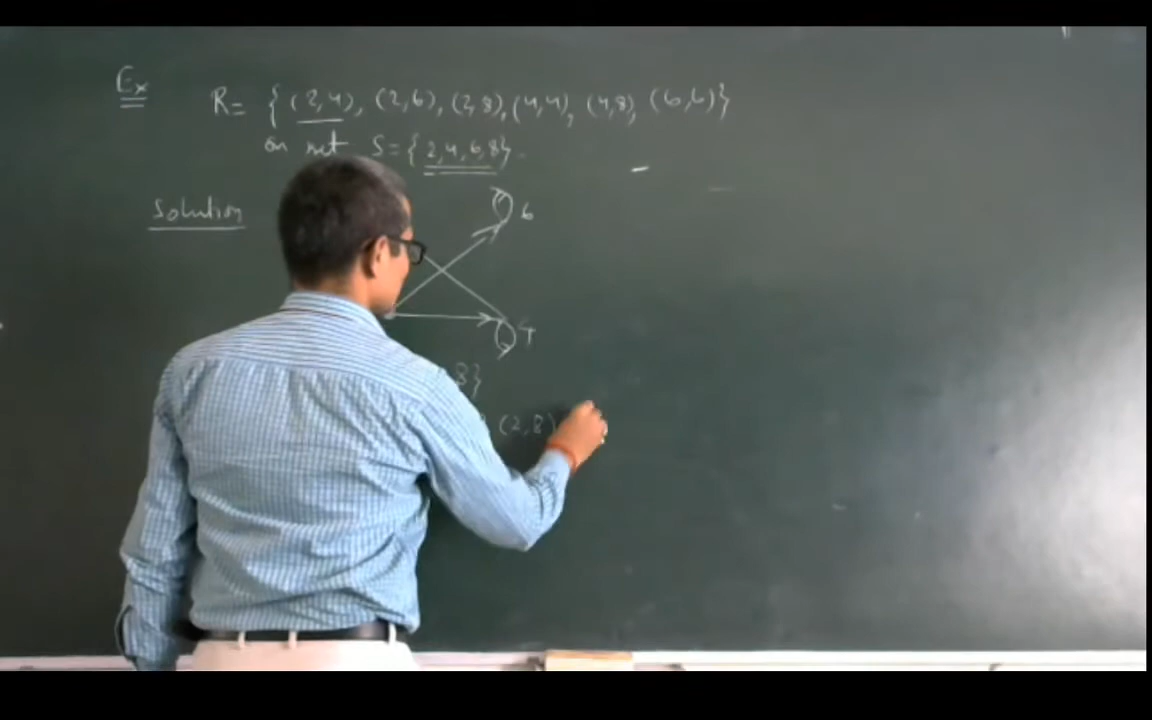 Ex
R= { (2,4), (2,6), (2,8), (4,4), (4,8), (6,6)}
on set S={2,4,6,8}.
Solution
6
4
8}
(2,8)